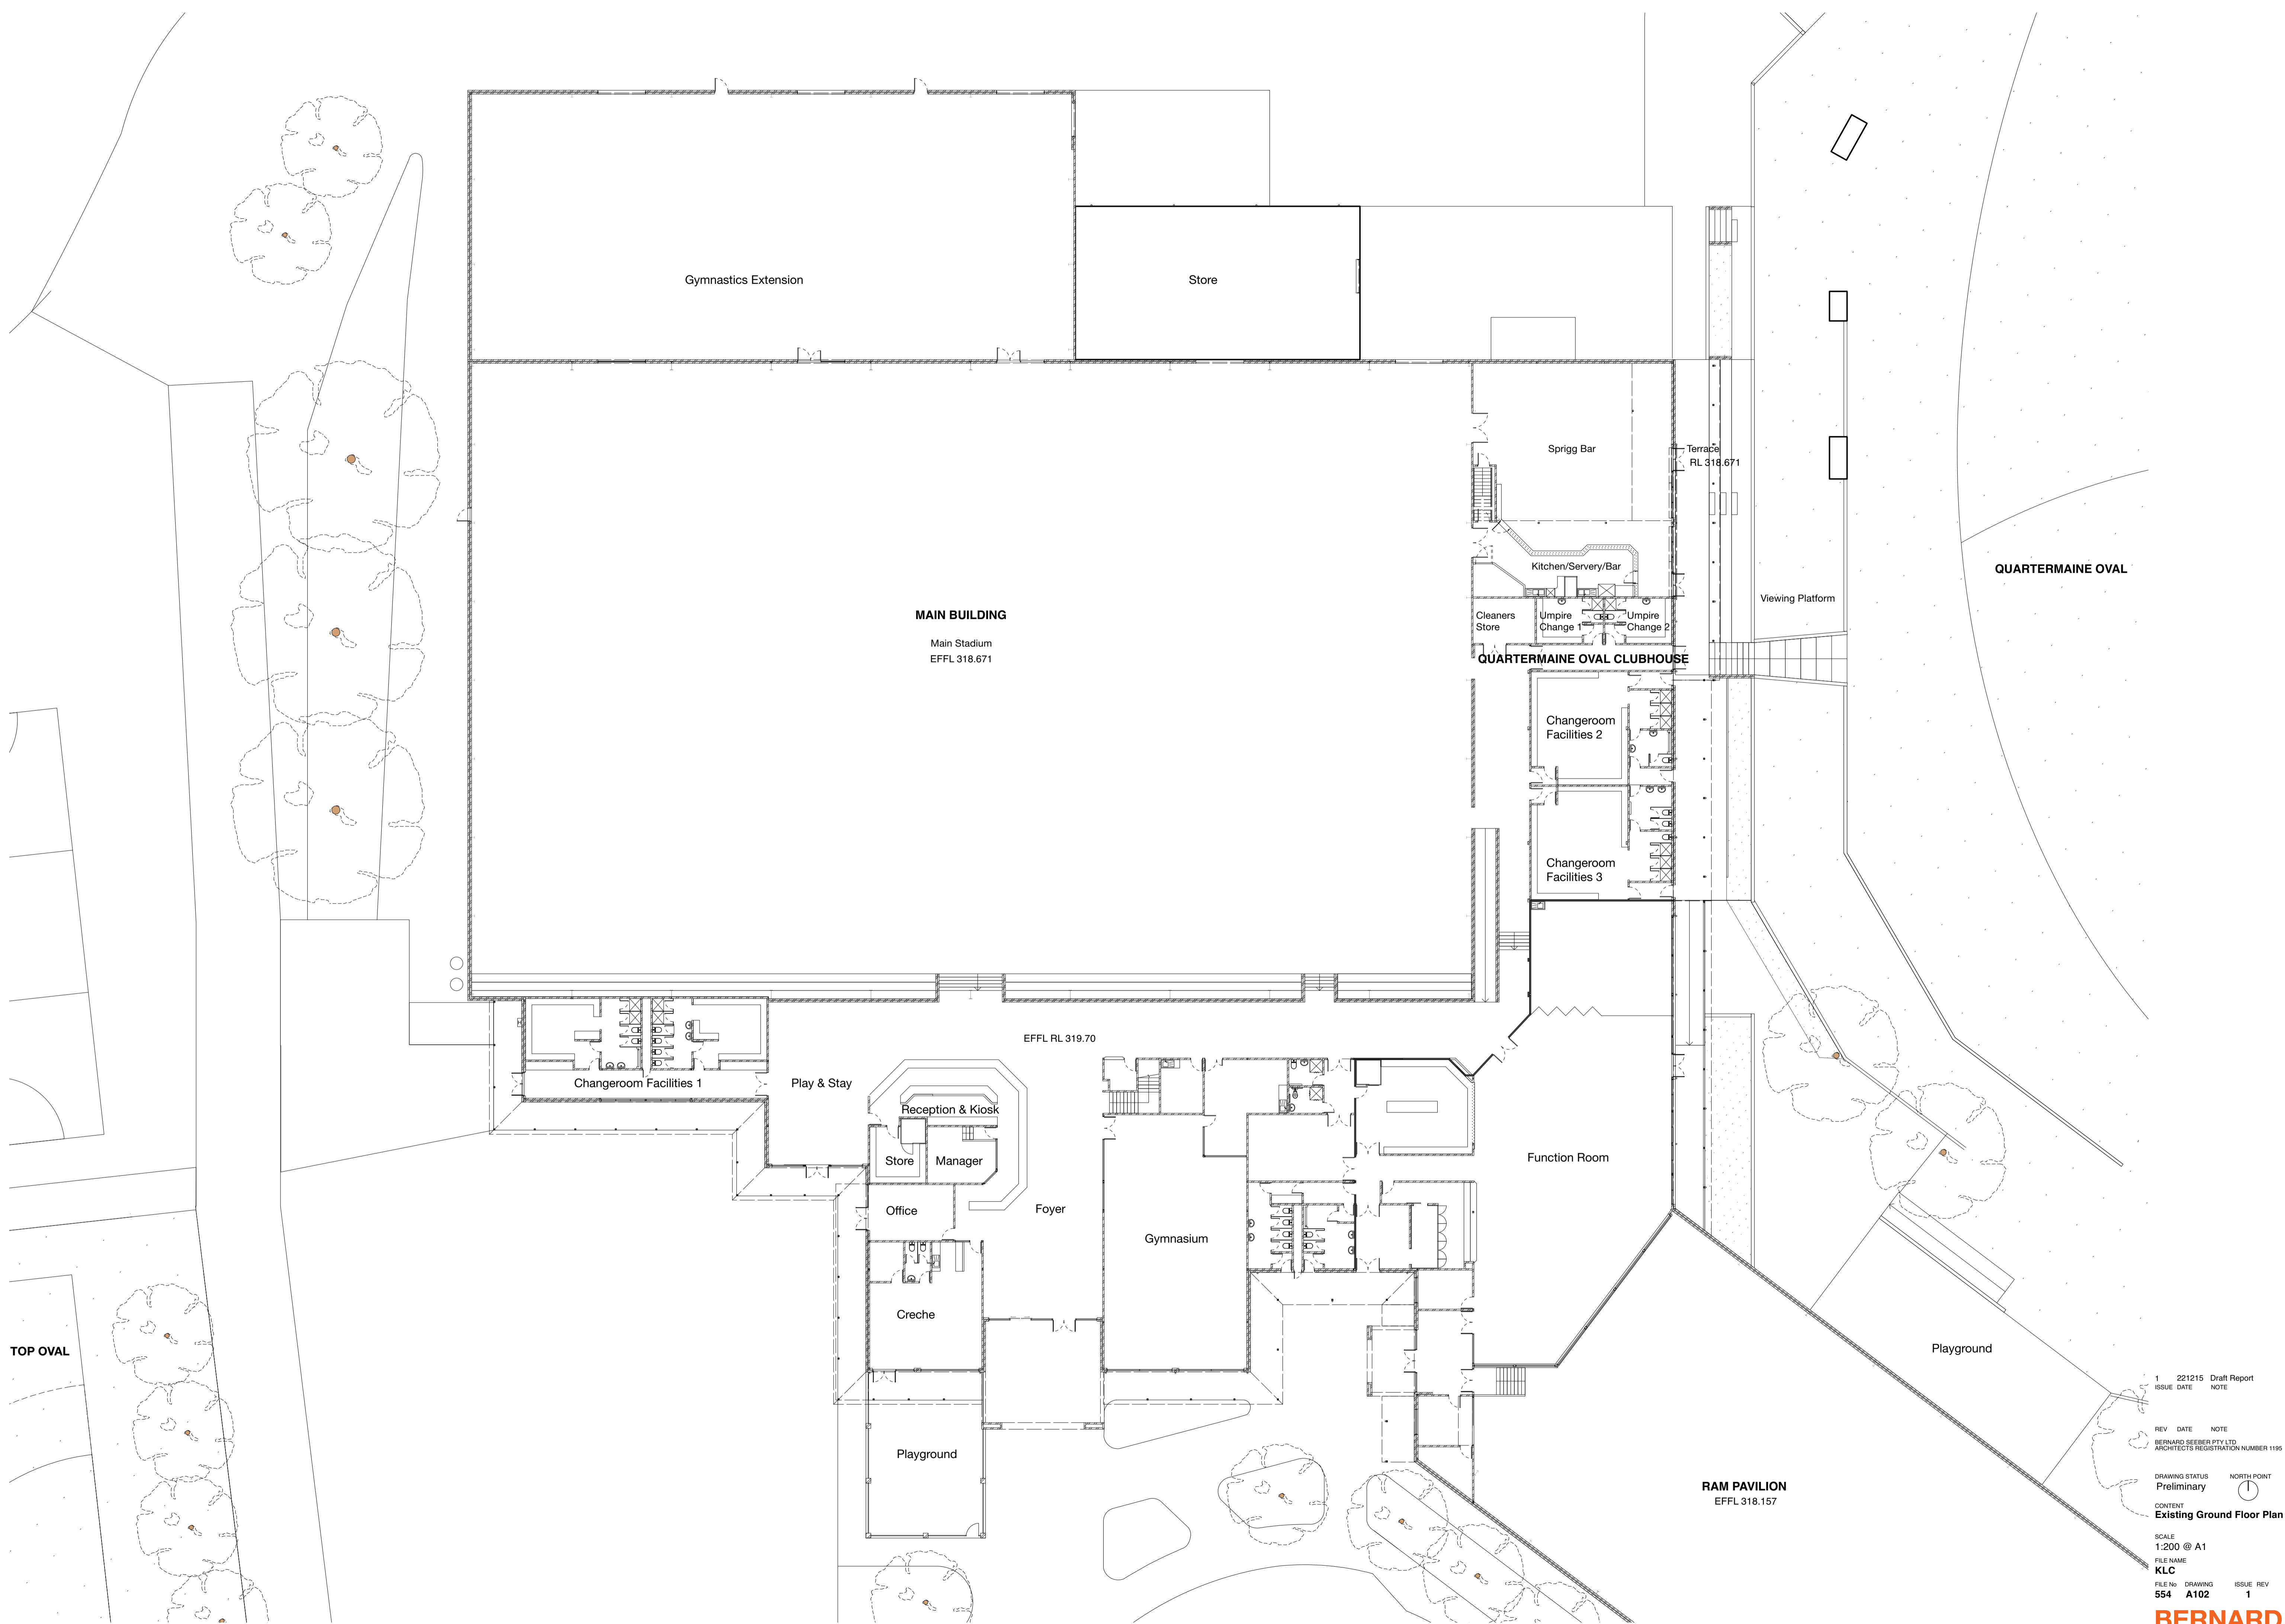 Gymnastics Extension
Store
Sprigg Bar
Terrace
RL 318.671
Kitchen/Servery/Bar
QUARTERMAINE OVAL
Viewing Platform
MAIN BUILDING
Main Stadium
EFFL 318.671
Cleaners
Store
Umpire
Change 1
Umpire
Change 2
QUARTERMAINE OVAL CLUBHOUSE
Changeroom
Facilities 2
Changeroom
Facilities 3
EFFL RL 319.70
Changeroom Facilities 1
Play & Stay
Reception & Kiosk
Store
Manager
Function Room
Office
Foyer
Gymnasium
Creche
TOP OVAL
Playground
Playground
RAM PAVILION
EFFL 318.157
1 221215 Draft Report
ISSUE DATE NOTE
REV DATE NOTE
BERNARD SEEBER PTY LTD
ARCHITECTS REGISTRATION NUMBER 1195
DRAWING STATUS NORTH POINT
Preliminary
CONTENT
Existing Ground Floor Plan
SCALE
1:200 @ A1
FILE NAME
KLC
FILE No DRAWING ISSUE REV
554 A102 1
BERNARD